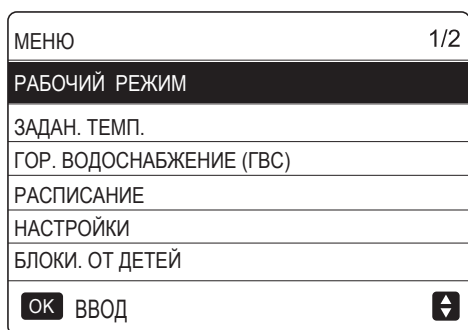 МЕНЮ 1/2
РАБОЧИЙ РЕЖИМ
ЗАДАН. ТЕМП.
ГОР. ВОДОСНАБЖЕНИЕ (ГВС)
РАСПИСАНИЕ
НАСТРОЙКИ
БЛОКИ. ОТ ДЕТЕЙ
OK ВВОД